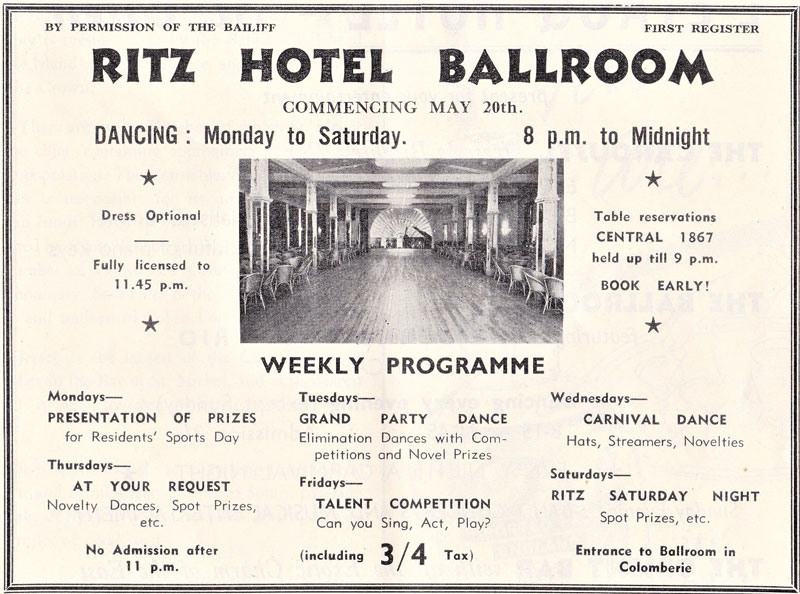 BY PERMISSION OF THE BAILIFF
FIRST REGISTER
RITZ HOTEL BALLROOM
COMMENCING MAY 20th.
DANCING : Monday to Saturday. 8 p.m. to Midnight
Dress Optional
Fully licensed to
11.45 p.m.
Table reservations
CENTRAL 1867
held up till 9 p.m.
BOOK EARLY!
WEEKLY PROGRAMME
Mondays—
PRESENTATION OF PRIZES
for Residents' Sports Day
Tuesdays—
GRAND PARTY DANCE
Elimination Dances with Com-
petitions and Novel Prizes
Wednesdays—
CARNIVAL DANCE
Hats, Streamers, Novelties
Thursdays—
AT YOUR REQUEST
Novelty Dances, Spot Prizes,
etc.
Fridays—
TALENT COMPETITION
Can you Sing, Act, Play?
Saturdays—
RITZ SATURDAY NIGHT
Spot Prizes, etc.
No Admission after
11 p.m.
(including 3/4 Tax)
Entrance to Ballroom in
Colomberie